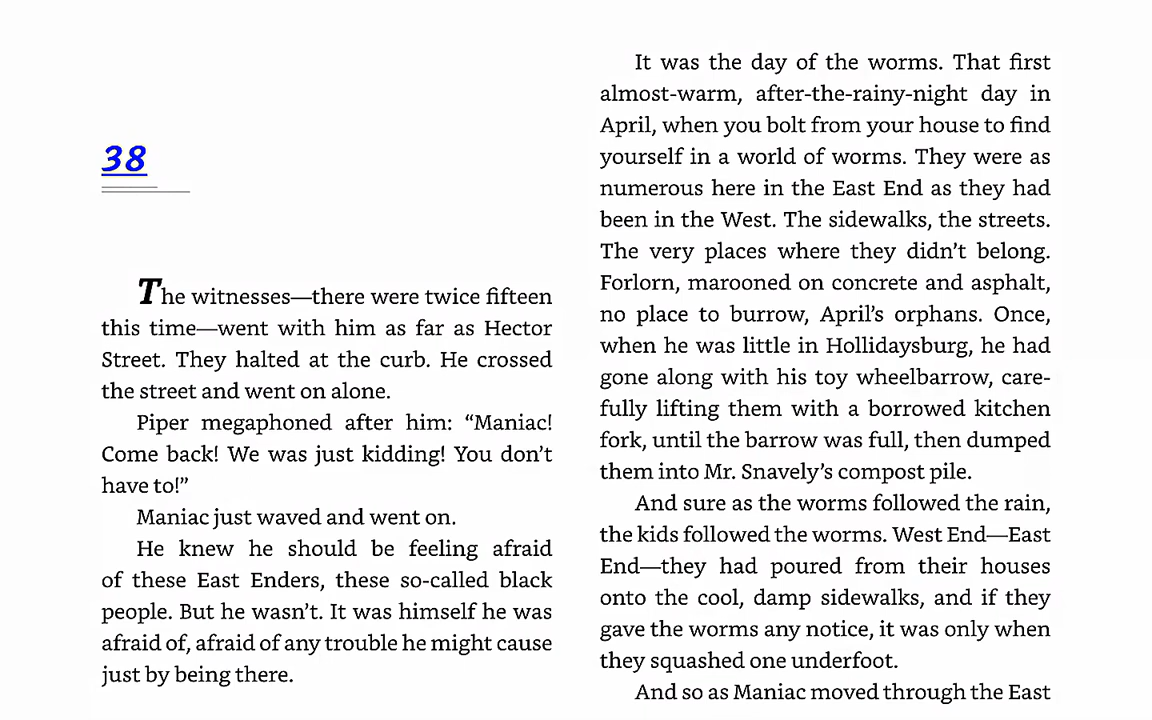 38
The witnesses—there were twice fifteen
this time—went with him as far as Hector
Street. They halted at the curb. He crossed
the street and went on alone.
Piper megaphoned after him: “Maniac!
Come back! We was just kidding! You don’t
have to!”
Maniac just waved and went on.
He knew he should be feeling afraid
of these East Enders, these so-called black
people. But he wasn’t. It was himself he was
afraid of, afraid of any trouble he might cause
just by being there.
It was the day of the worms. That first
almost-warm, after-the-rainy-night day in
April, when you bolt from your house to find
yourself in a world of worms. They were as
numerous here in the East End as they had
been in the West. The sidewalks, the streets.
The very places where they didn’t belong.
Forlorn, marooned on concrete and asphalt,
no place to burrow, April’s orphans. Once,
when he was little in Hollidaysburg, he had
gone along with his toy wheelbarrow, care-
fully lifting them with a borrowed kitchen
fork, until the barrow was full, then dumped
them into Mr. Snavely’s compost pile.
And sure as the worms followed the rain,
the kids followed the worms. West End—East
End—they had poured from their houses
onto the cool, damp sidewalks, and if they
gave the worms any notice, it was only when
they squashed one underfoot.
And so as Maniac moved through the East